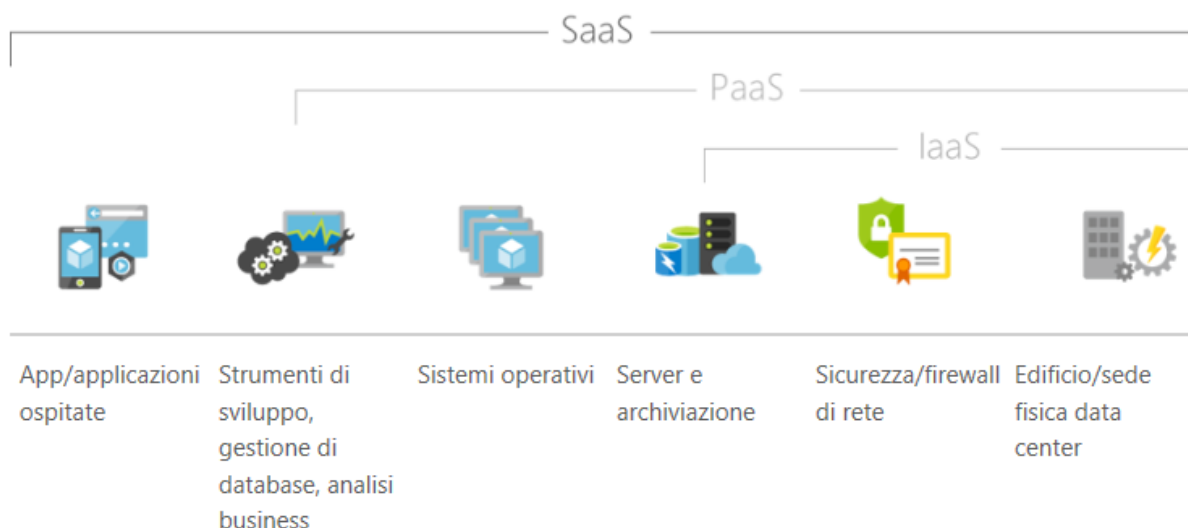 SaaS
PaaS
IaaS
App/applicazioni
ospitate
Strumenti di
sviluppo,
gestione di
database, analisi
business
Sistemi operativi
Server e
archiviazione
Sicurezza/firewall
di rete
Edificio/sede
fisica data
center